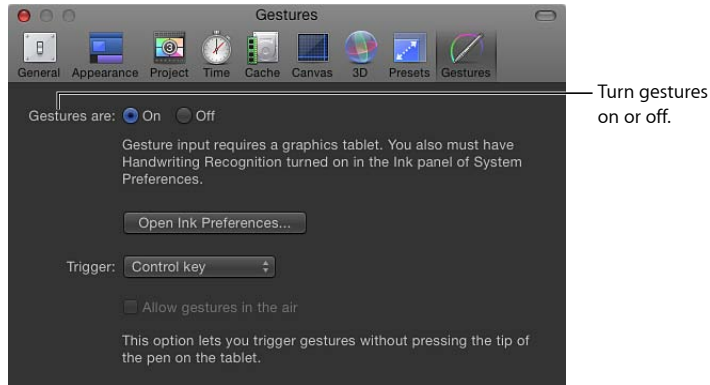 Gestures
General Appearance Project Time Cache Canvas 3D Presets Gestures
Gestures are: On Off
Turn gestures
on or off.
Gesture input requires a graphics tablet. You also must have
Handwriting Recognition turned on in the Ink panel of System
Preferences.
Open Ink Preferences...
Trigger: Control key
Allow gestures in the air
This option lets you trigger gestures without pressing the tip of
the pen on the tablet.